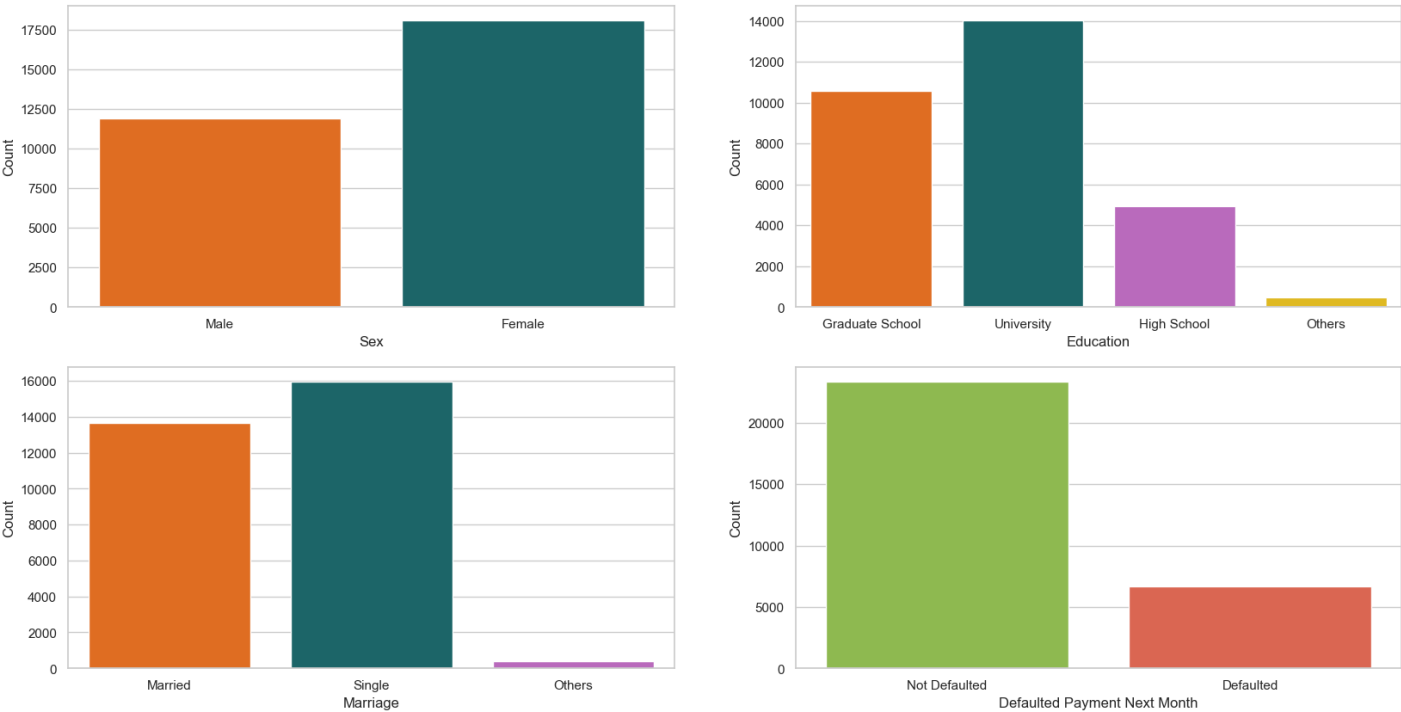 17500
15000
12500
10000
7500
5000
2500
0
Count
Male Female
Sex
14000
12000
10000
8000
6000
4000
2000
0
Count
Graduate School University High School Others
Education
16000
14000
12000
10000
8000
6000
4000
2000
0
Count
Married Single Others
Marriage
20000
15000
10000
5000
0
Count
Not Defaulted Defaulted
Defaulted Payment Next Month